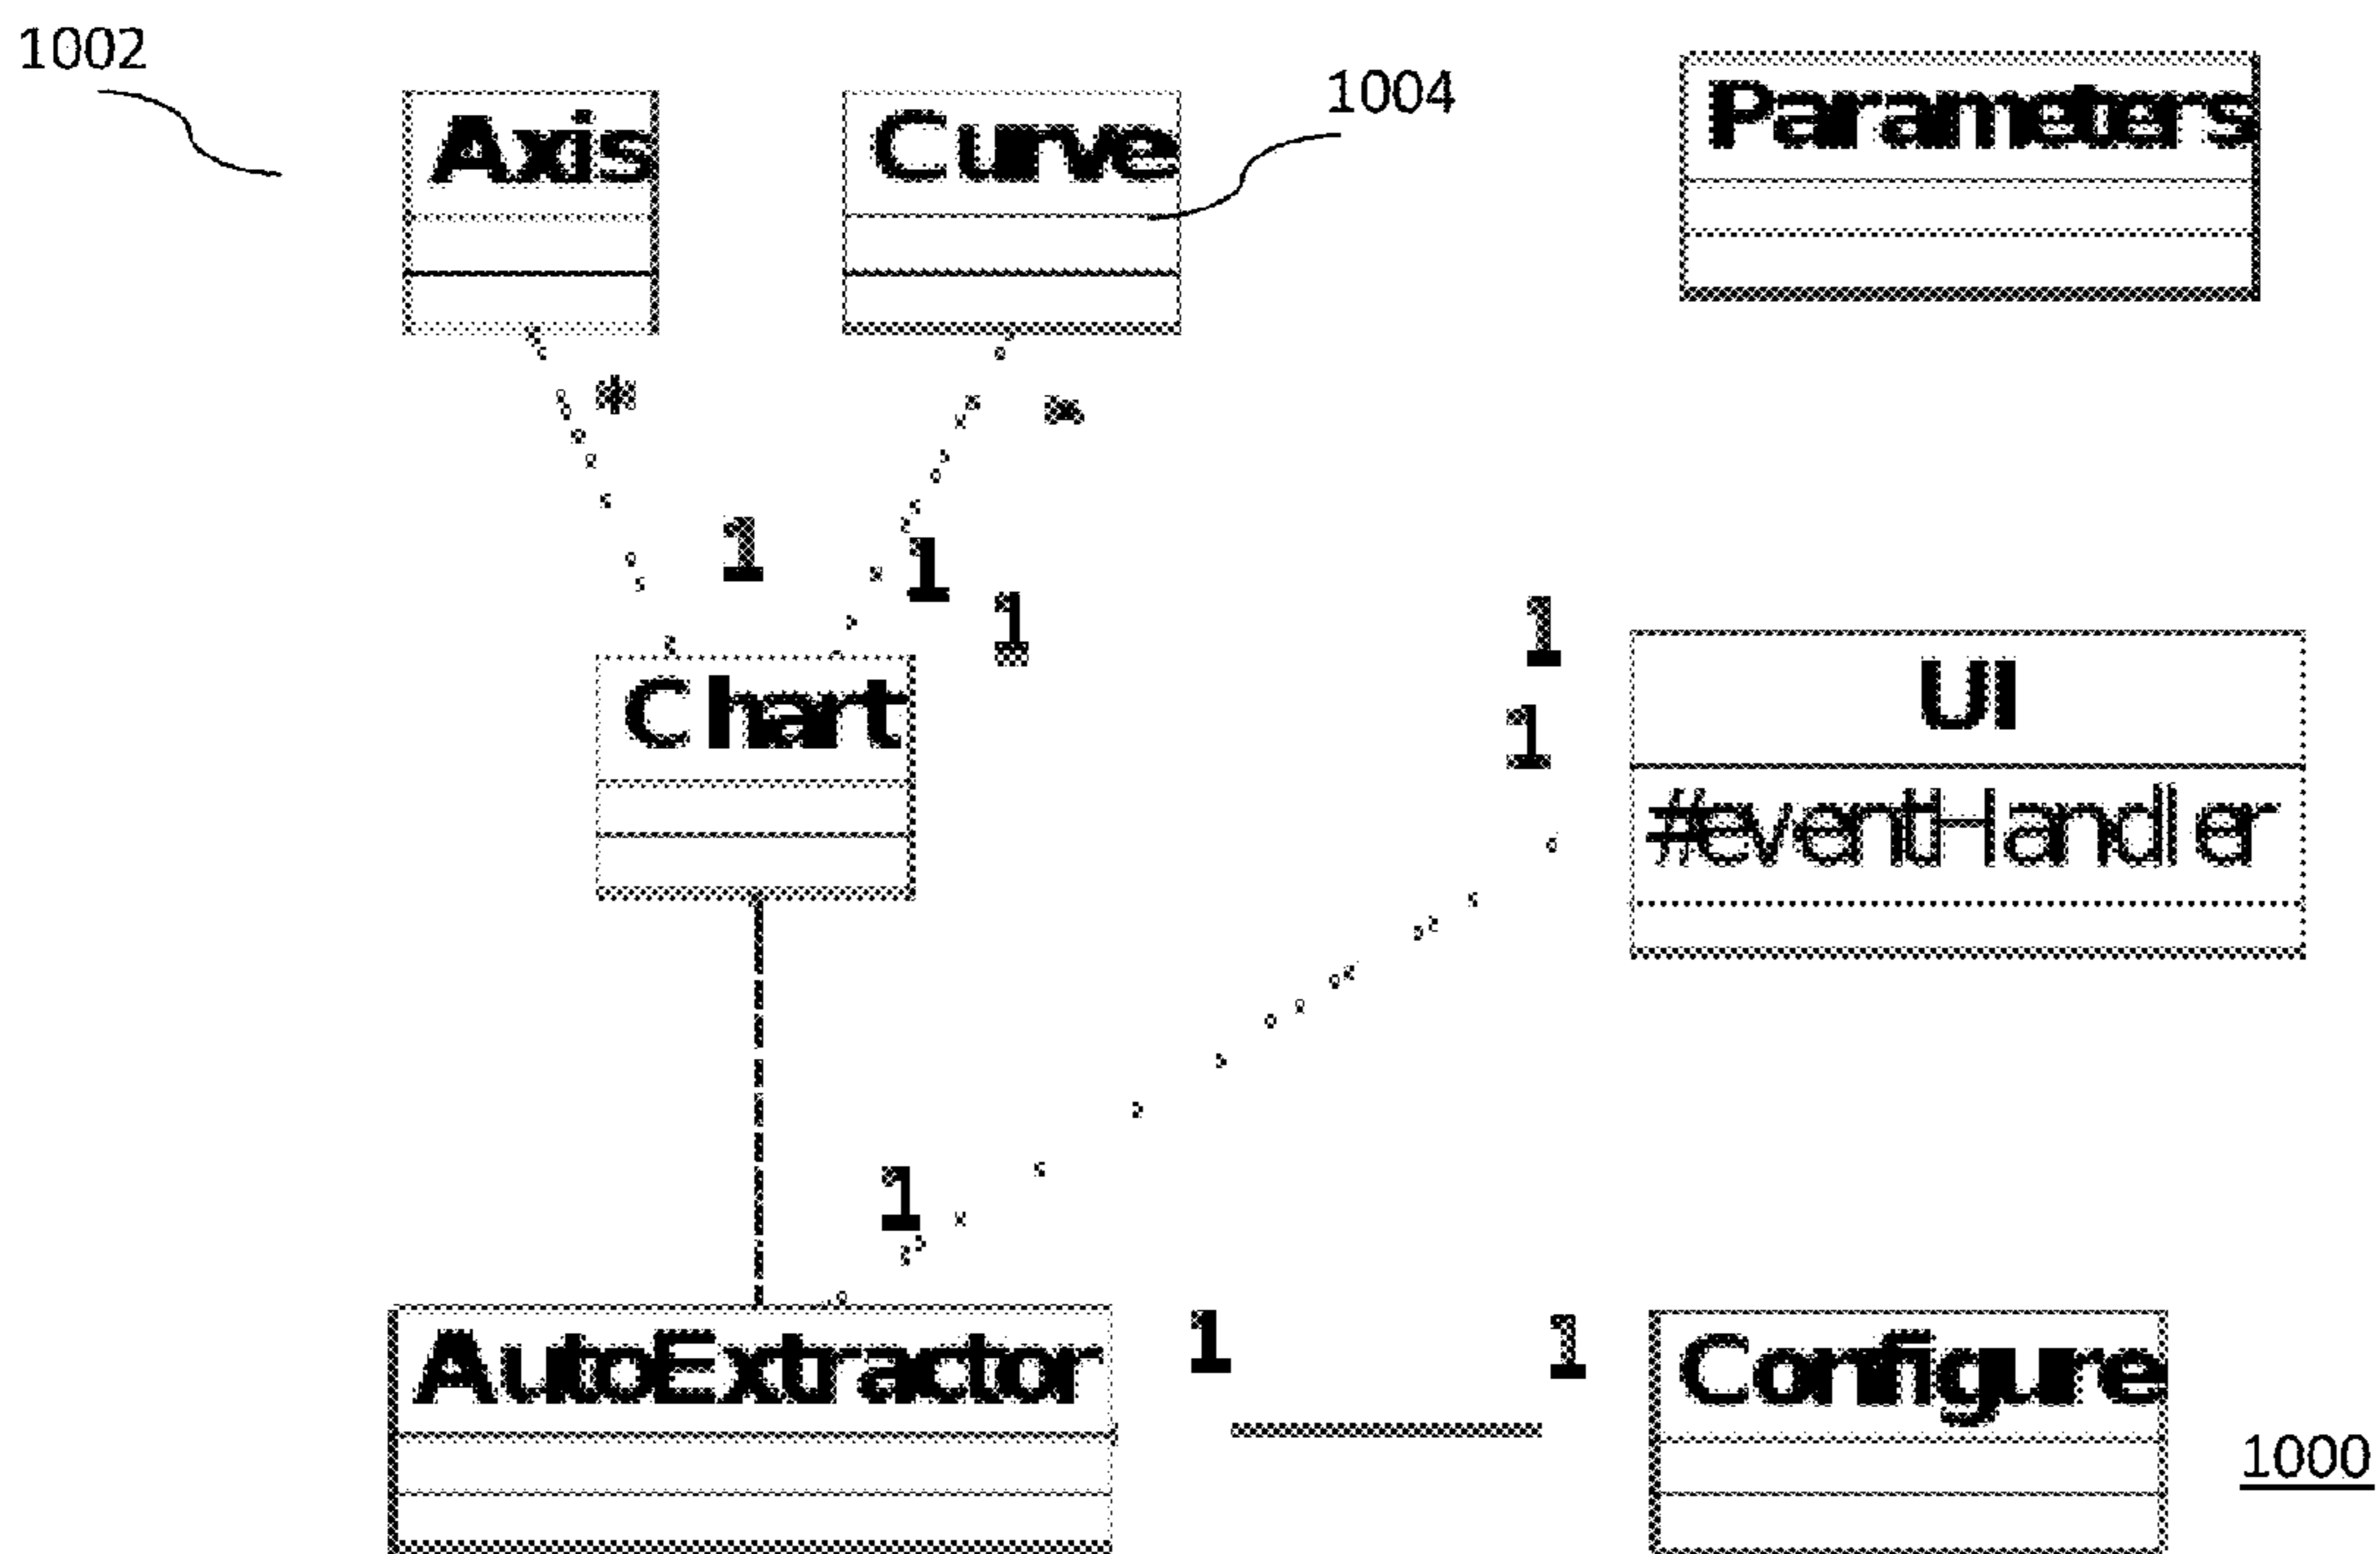 1002
1004
Axis
Curve
Parameters
*
*
1
1
1
1
1
Chart
UI
#eventHandler
1
1
1
AutoExtractor
Configure
1000